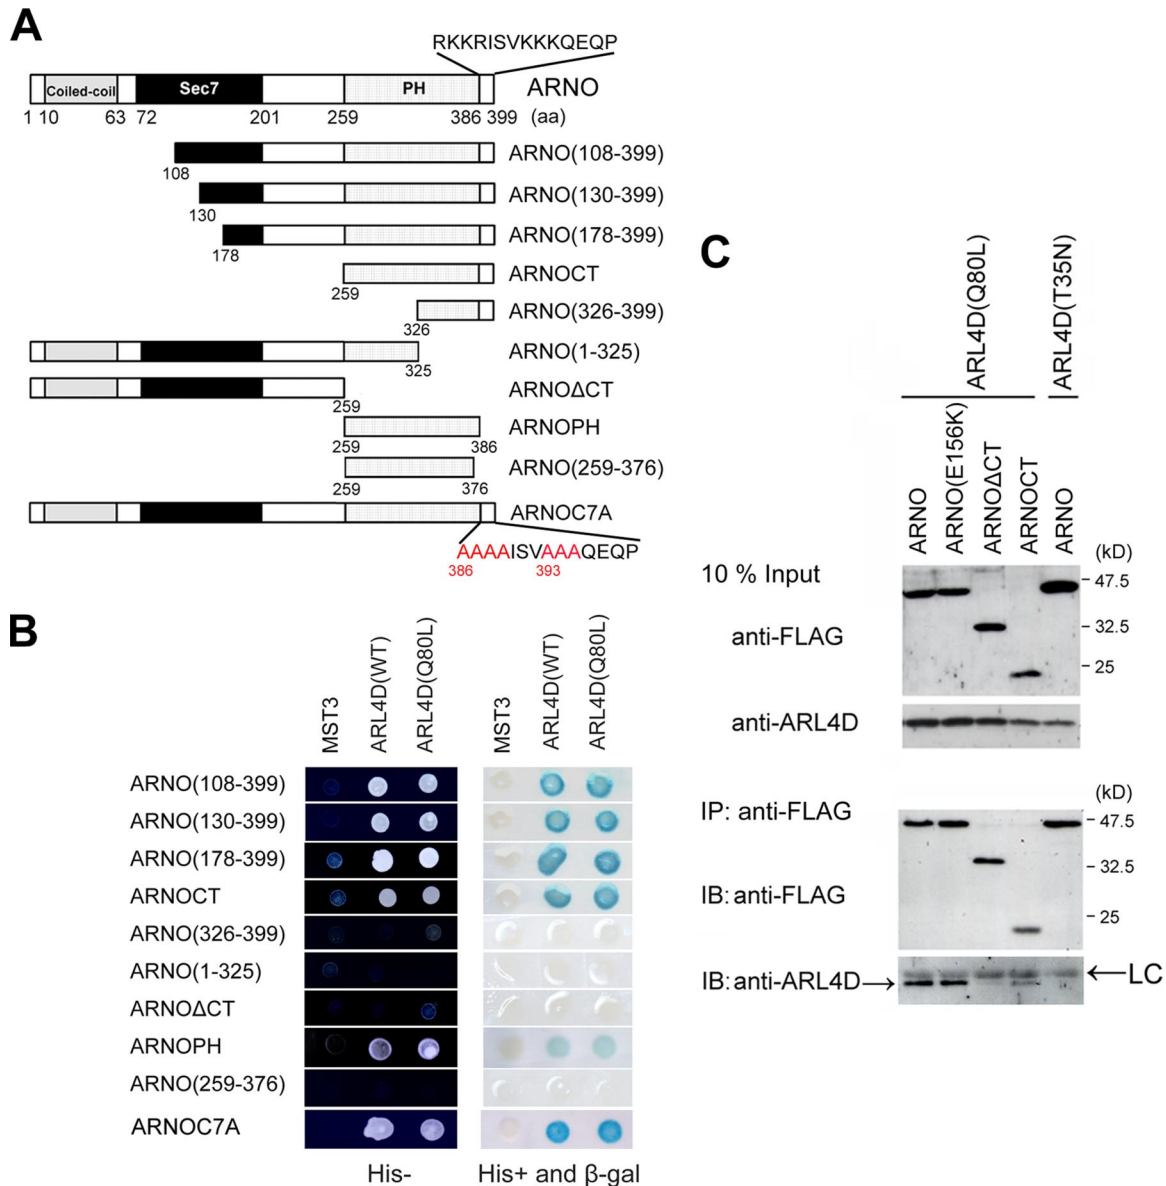 A
RKKRISVKKKQEQP
Coiled-coil Sec7 PH ARNO
1 10 63 72 201 259 386 399 (aa)
ARNO(108-399)
108
ARNO(130-399)
130
ARNO(178-399)
178
ARNOCT
259
ARNO(326-399)
326
ARNO(1-325)
325
ARNOΔCT
259
ARNOPH
259 386
ARNO(259-376)
259 376
ARNOC7A
AAAAISVAAAQEQP
386 393
B
MST3 ARL4D(WT) ARL4D(Q80L) MST3 ARL4D(WT) ARL4D(Q80L)
ARNO(108-399)
ARNO(130-399)
ARNO(178-399)
ARNOCT
ARNO(326-399)
ARNO(1-325)
ARNOΔCT
ARNOPH
ARNO(259-376)
ARNOC7A
His- His+ and β-gal
C
ARL4D(Q80L) ARL4D(T35N)
ARNO ARNO(E156K) ARNOΔCT ARNOCT ARNO
(kD)
10 % Input 47.5
anti-FLAG 32.5
25
anti-ARL4D
(kD)
IP: anti-FLAG 47.5
32.5
IB: anti-FLAG
25
IB: anti-ARL4D→ ←LC